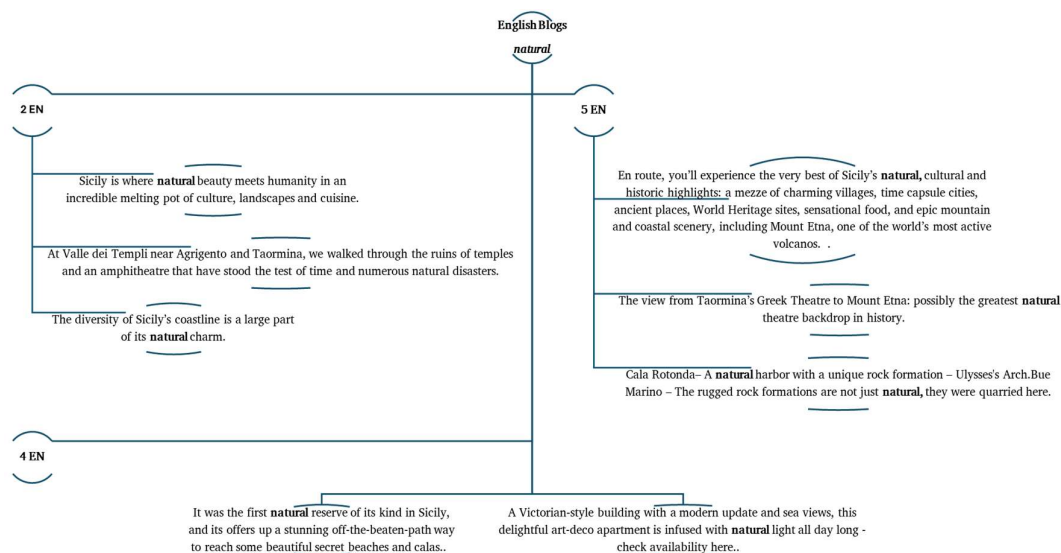 English Blogs
natural
2 EN
Sicily is where natural beauty meets humanity in an
incredible melting pot of culture, landscapes and cuisine.
At Valle dei Templi near Agrigento and Taormina, we walked through the ruins of temples
and an amphitheatre that have stood the test of time and numerous natural disasters.
The diversity of Sicily's coastline is a large part
of its natural charm.
5 EN
En route, you'll experience the very best of Sicily's natural, cultural and
historic highlights: a mezze of charming villages, time capsule cities,
ancient places, World Heritage sites, sensational food, and epic mountain
and coastal scenery, including Mount Etna, one of the world's most active
volcanos. .
The view from Taormina's Greek Theatre to Mount Etna: possibly the greatest natural
theatre backdrop in history.
Cala Rotonda– A natural harbor with a unique rock formation – Ulysses's Arch.Bue
Marino – The rugged rock formations are not just natural, they were quarried here.
4 EN
It was the first natural reserve of its kind in Sicily,
and its offers up a stunning off-the-beaten-path way
to reach some beautiful secret beaches and calas..
A Victorian-style building with a modern update and sea views, this
delightful art-deco apartment is infused with natural light all day long -
check availability here..